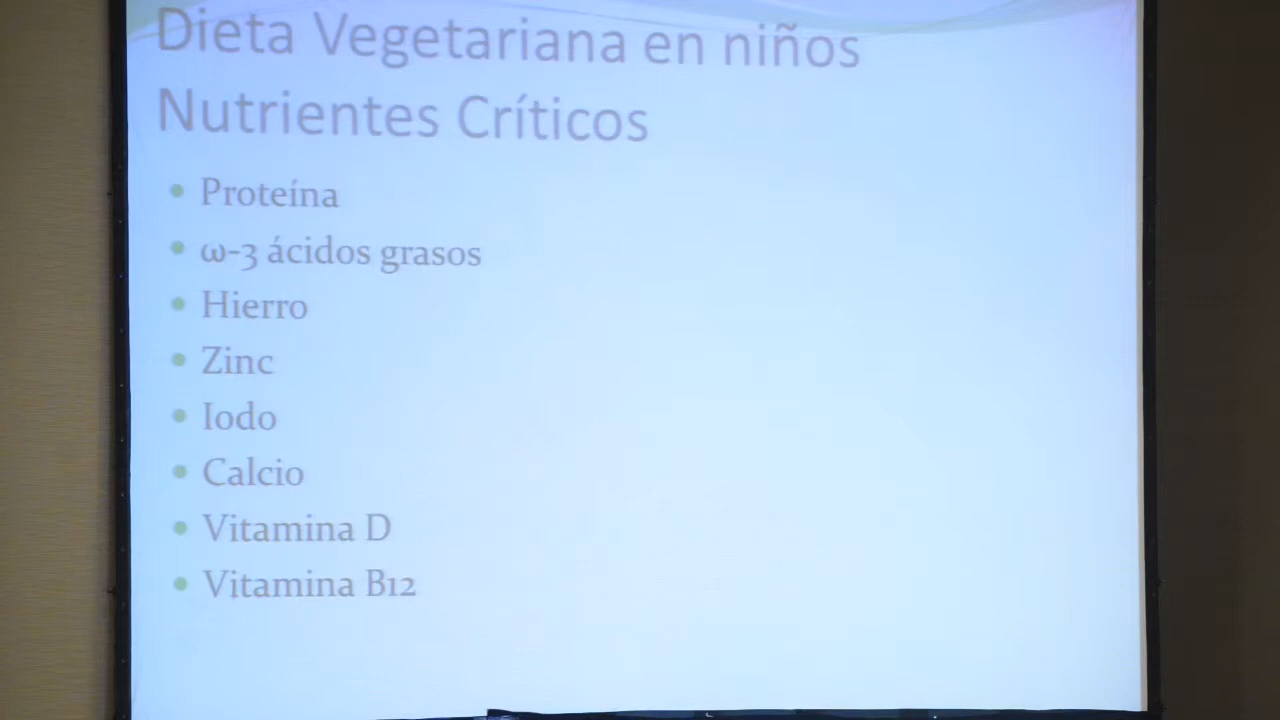 Dieta Vegetariana en niños
Nutrientes Críticos
• Proteína
• ω-3 ácidos grasos
• Hierro
• Zinc
• Iodo
• Calcio
• Vitamina D
• Vitamina B12